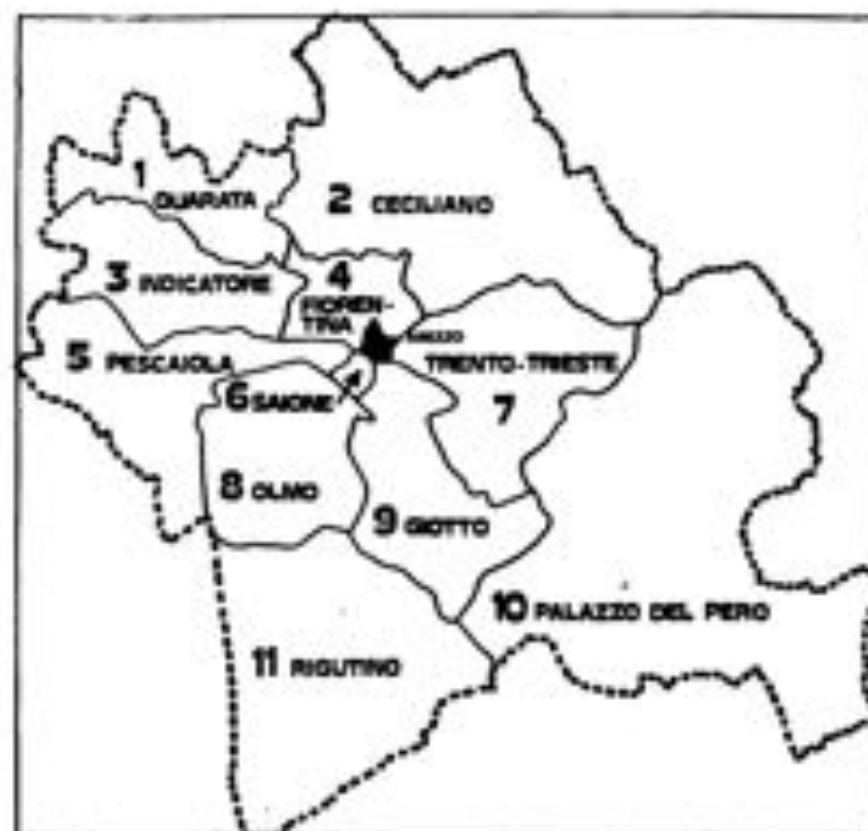 1
QUARATA
2 CECILIANO
3 INDICATORE
4
FIOREN-
TINA
AREZZO
5 PESCAIOLA
TRENTO-TRIESTE
7
6 SAIONE
8 OLMO
9 GIOTTO
10 PALAZZO DEL PERO
11 RIGUTINO